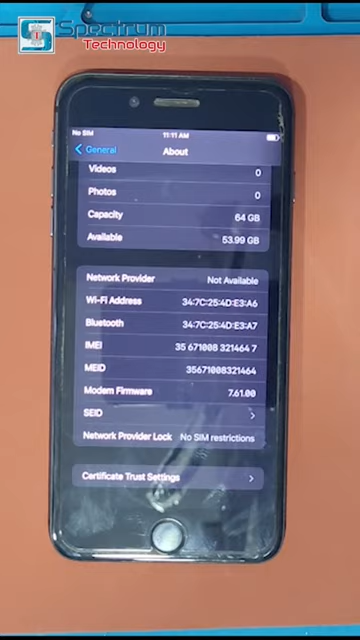 Spectrum
Technology
No SIM 11:11 AM
General About
Videos 0
Photos 0
Capacity 64 GB
Available 53.99 GB
Network Provider Not Available
Wi-Fi Address 34:7C:25:4D:E3:A6
Bluetooth 34:7C:25:4D:E3:A7
IMEI 35 671008 321464 7
MEID 35671008321464
Modem Firmware 7.61.00
SEID
Network Provider Lock No SIM restrictions
Certificate Trust Settings